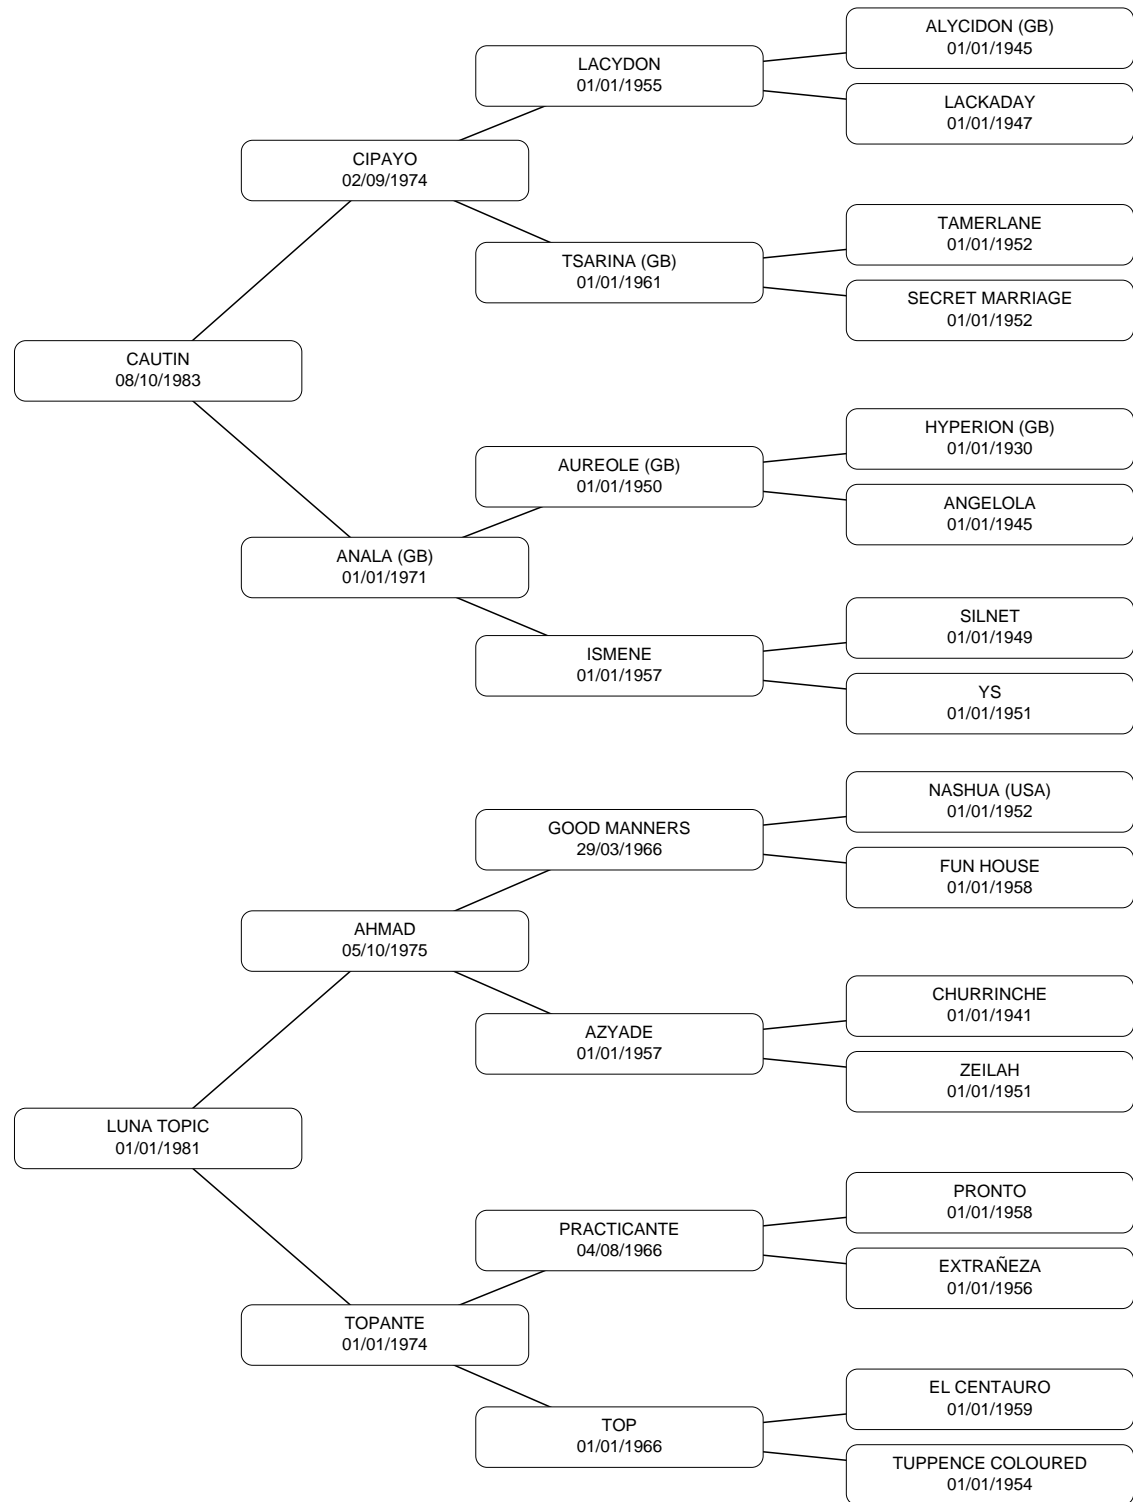 ALYCIDON (GB)
01/01/1945
LACYDON
01/01/1955
LACKADAY
01/01/1947
CIPAYO
02/09/1974
TAMERLANE
01/01/1952
TSARINA (GB)
01/01/1961
SECRET MARRIAGE
01/01/1952
CAUTIN
08/10/1983
HYPERION (GB)
01/01/1930
AUREOLE (GB)
01/01/1950
ANGELOLA
01/01/1945
ANALA (GB)
01/01/1971
SILNET
01/01/1949
ISMENE
01/01/1957
YS
01/01/1951
NASHUA (USA)
01/01/1952
GOOD MANNERS
29/03/1966
FUN HOUSE
01/01/1958
AHMAD
05/10/1975
CHURRINCHE
01/01/1941
AZYADE
01/01/1957
ZEILAH
01/01/1951
LUNA TOPIC
01/01/1981
PRONTO
01/01/1958
PRACTICANTE
04/08/1966
EXTRAÑEZA
01/01/1956
TOPANTE
01/01/1974
EL CENTAURO
01/01/1959
TOP
01/01/1966
TUPPENCE COLOURED
01/01/1954